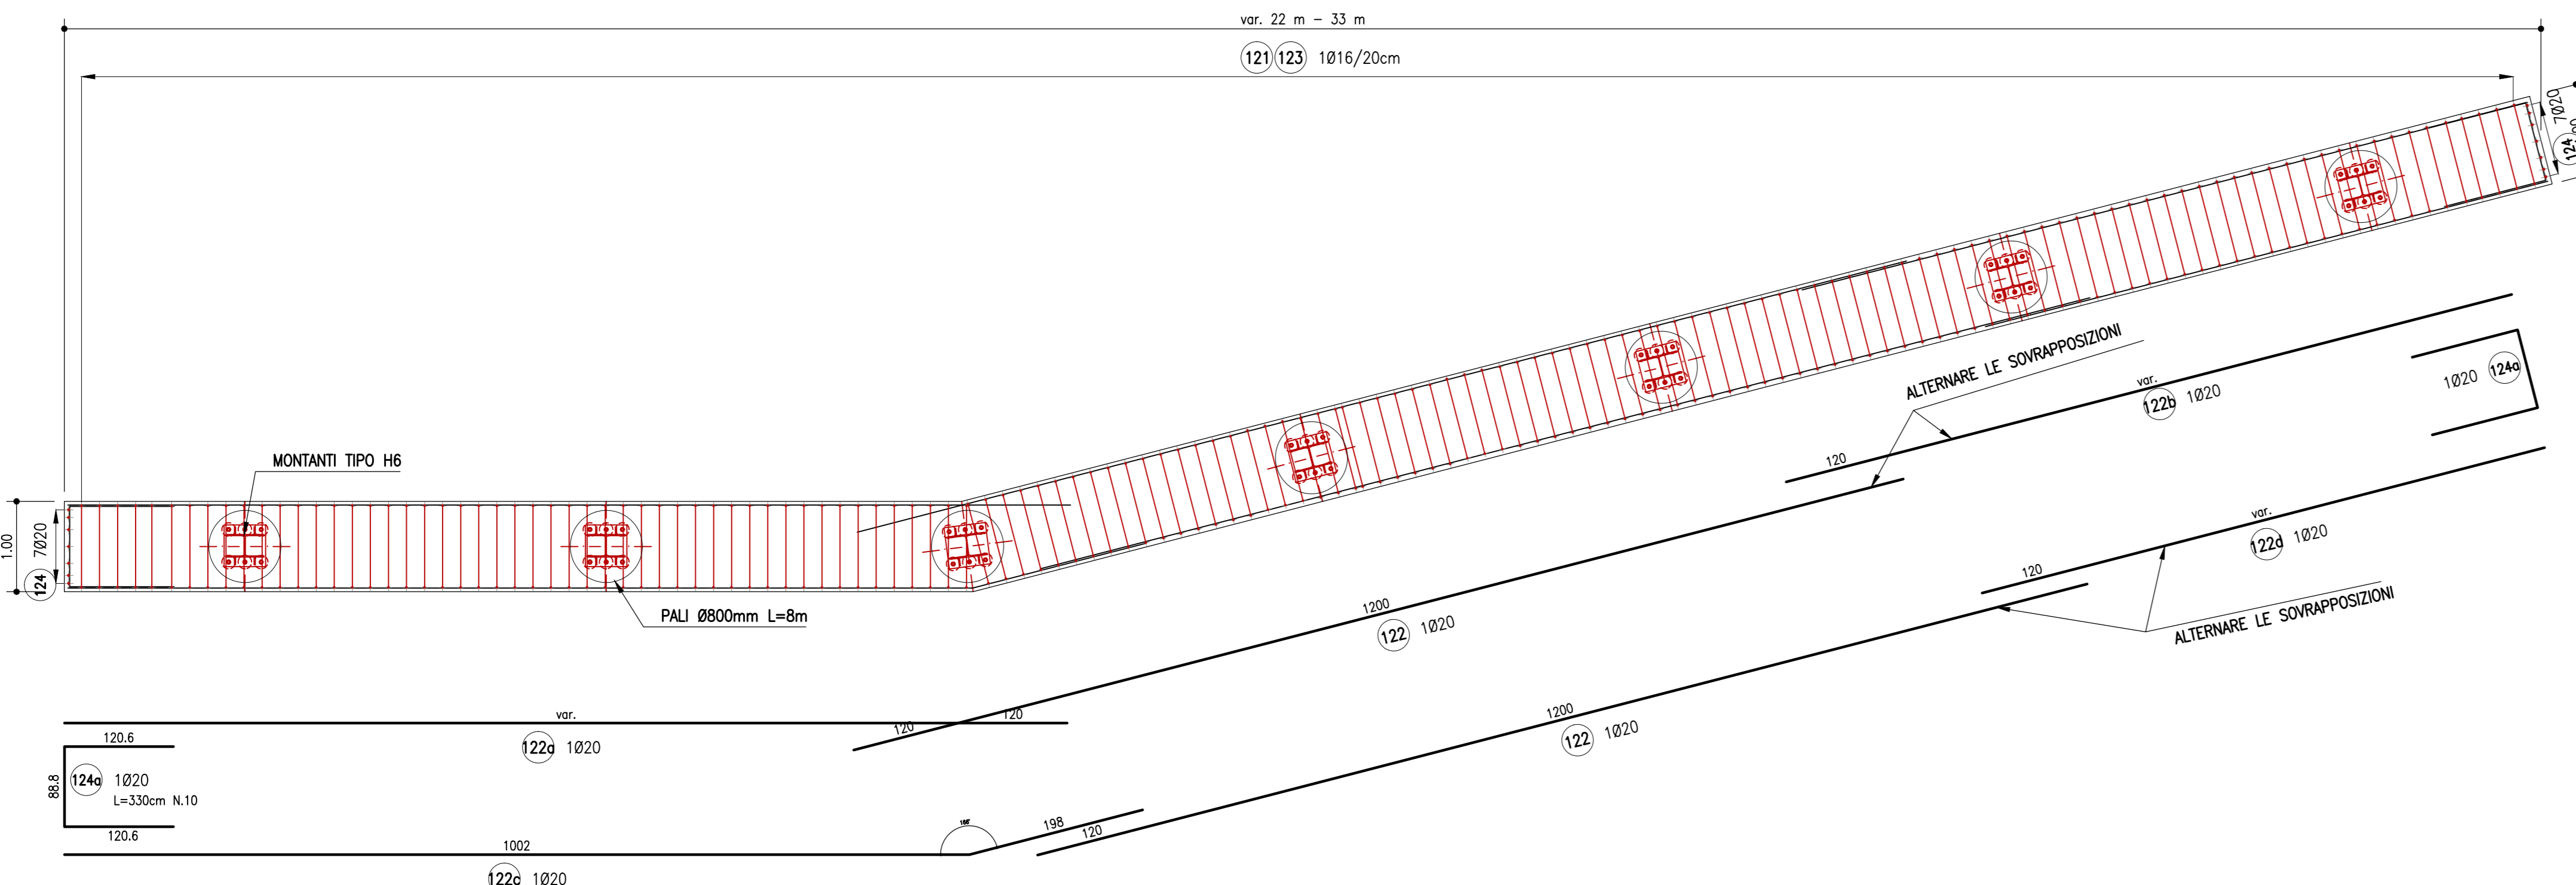 var. 22 m – 33 m
121 123 1Ø16/20cm
7Ø20
124
MONTANTI TIPO H6
1.00
7Ø20
124
PALI Ø800mm L=8m
ALTERNARE LE SOVRAPPOSIZIONI
var.
122b 1Ø20
1Ø20 124a
120
var.
122d 1Ø20
120
ALTERNARE LE SOVRAPPOSIZIONI
1200
122 1Ø20
1200
122 1Ø20
var.
120
120
122a 1Ø20
120.6
88.8
124a 1Ø20
L=330cm N.10
120.6
198
120
1002
122c 1Ø20